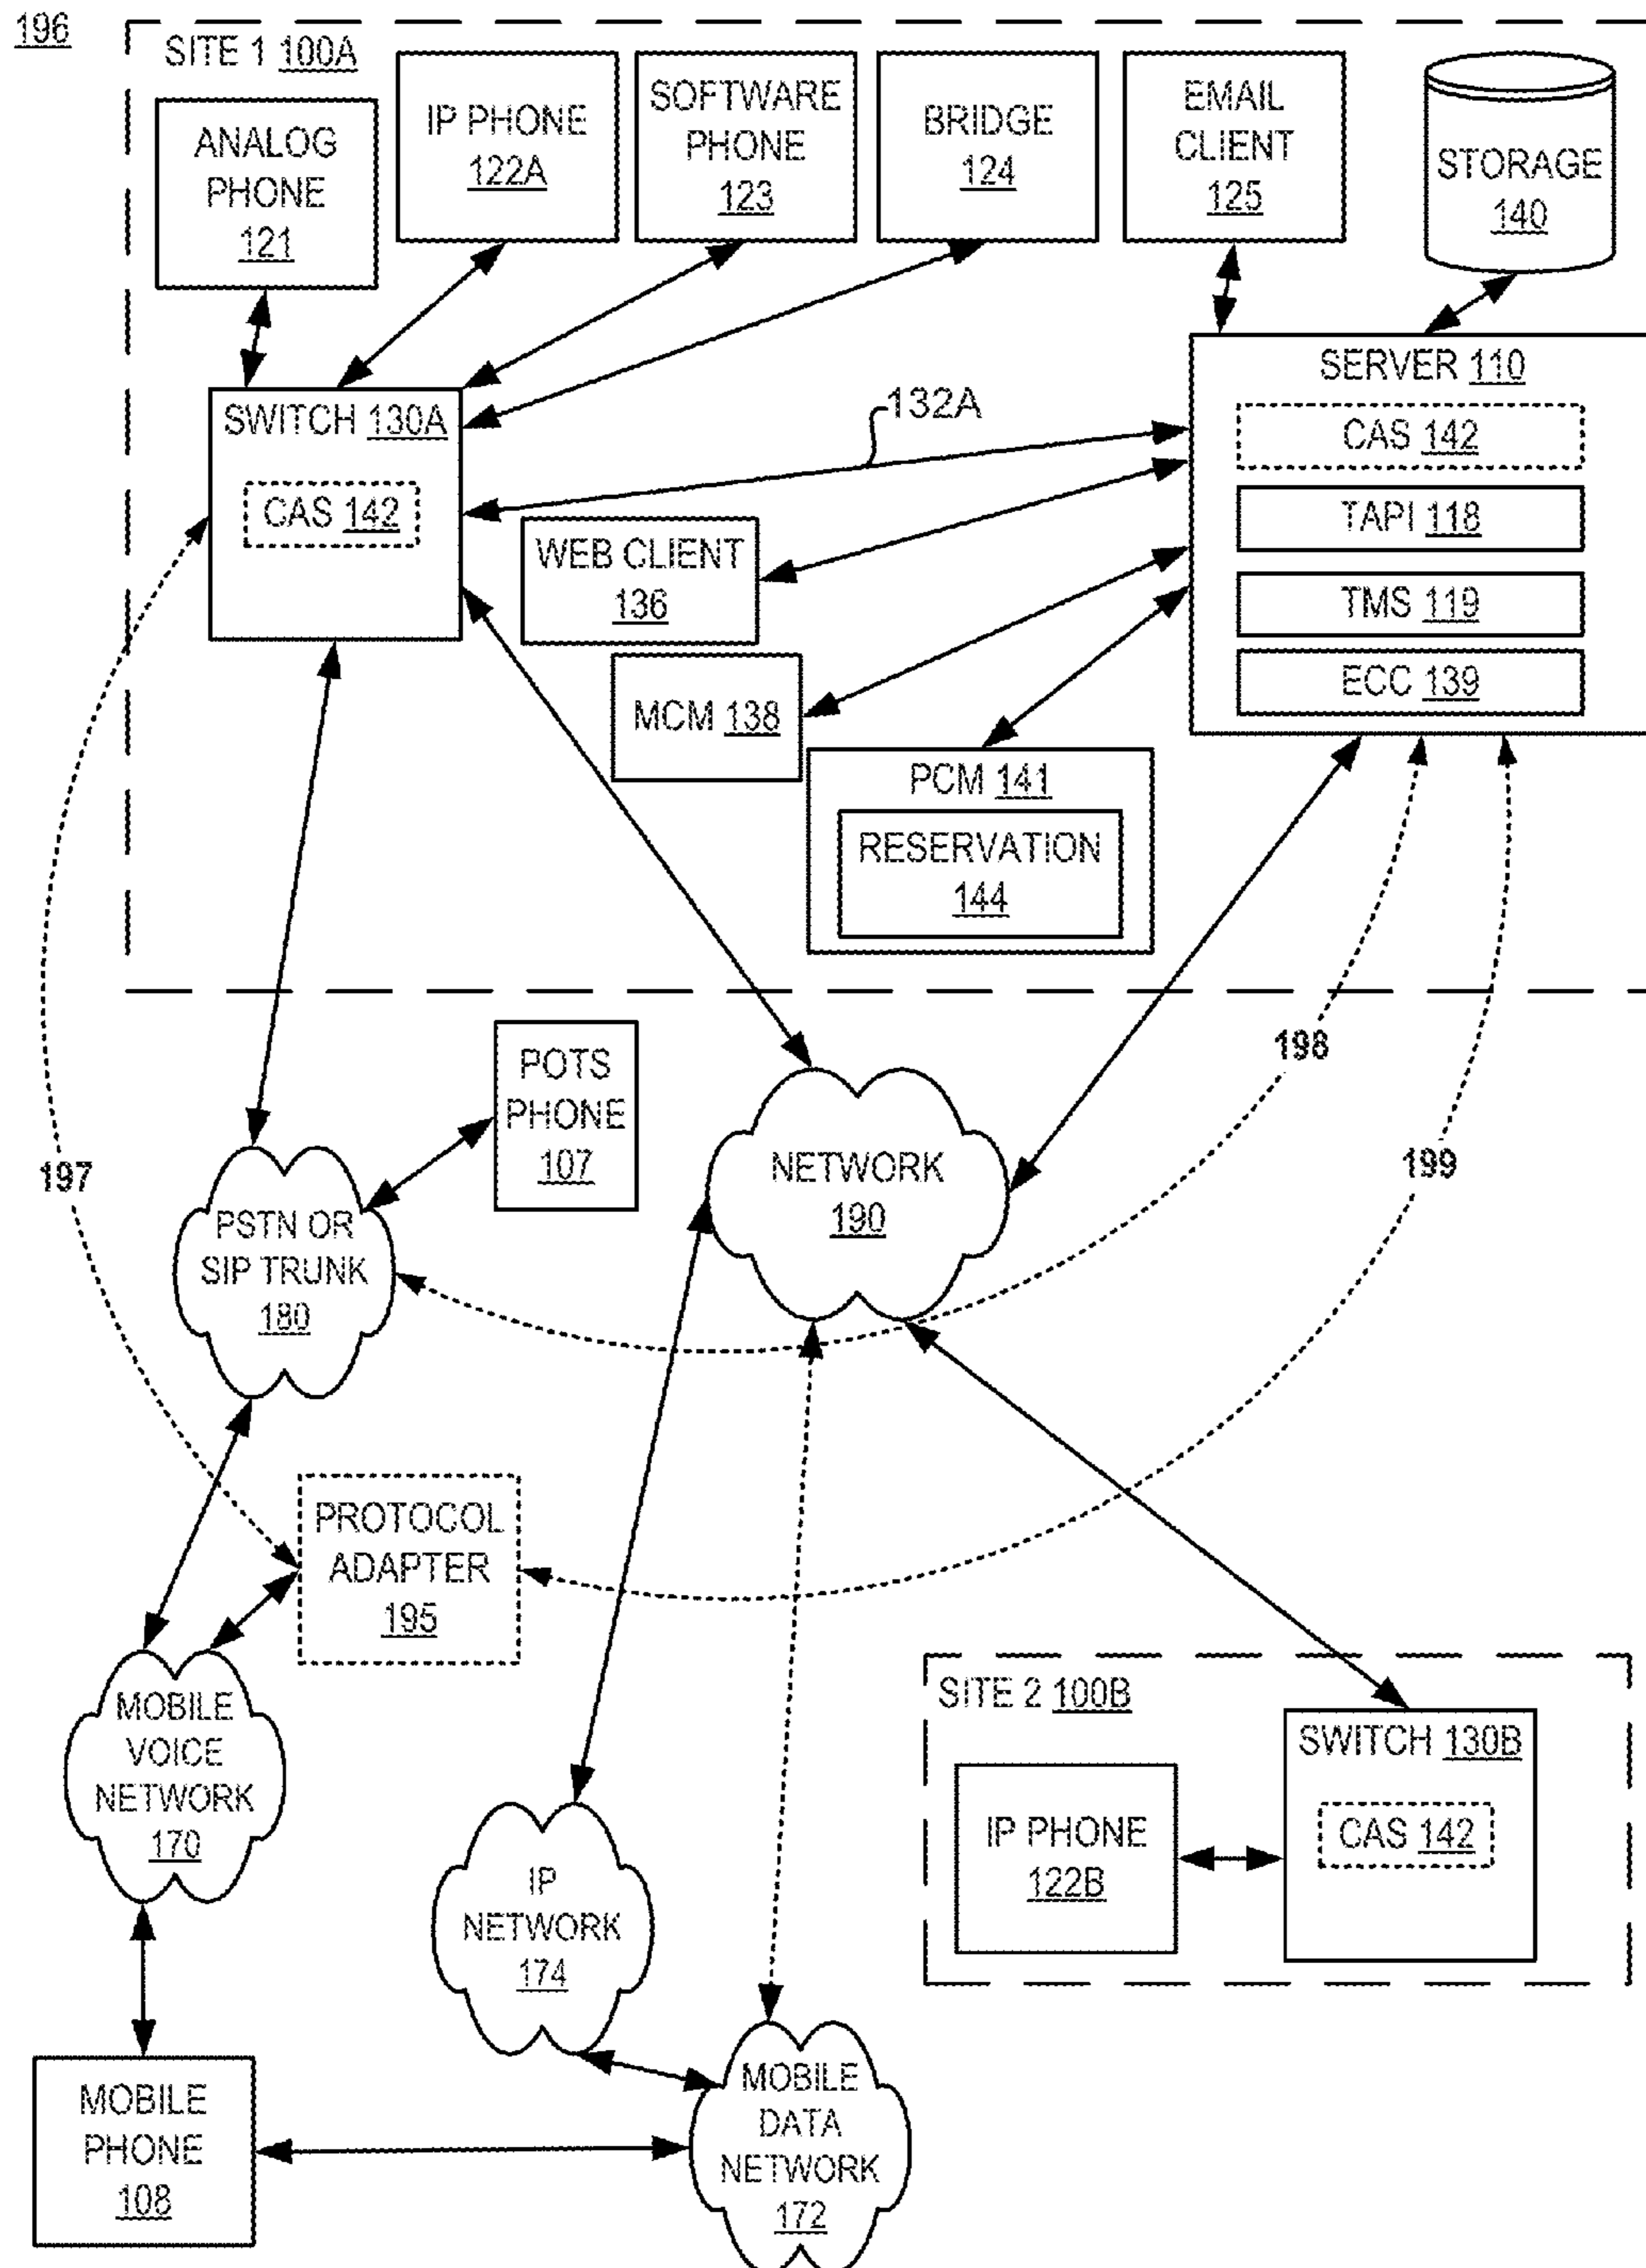 196
SITE 1 100A
ANALOG
PHONE
121
IP PHONE
122A
SOFTWARE
PHONE
123
BRIDGE
124
EMAIL
CLIENT
125
STORAGE
140
SWITCH 130A
CAS 142
132A
SERVER 110
CAS 142
TAPI 118
TMS 119
ECC 139
WEB CLIENT
136
MCM 138
PCM 141
RESERVATION
144
197
198
199
POTS
PHONE
107
PSTN OR
SIP TRUNK
180
NETWORK
190
PROTOCOL
ADAPTER
195
MOBILE
VOICE
NETWORK
170
IP
NETWORK
174
SITE 2 100B
IP PHONE
122B
SWITCH 130B
CAS 142
MOBILE
PHONE
108
MOBILE
DATA
NETWORK
172